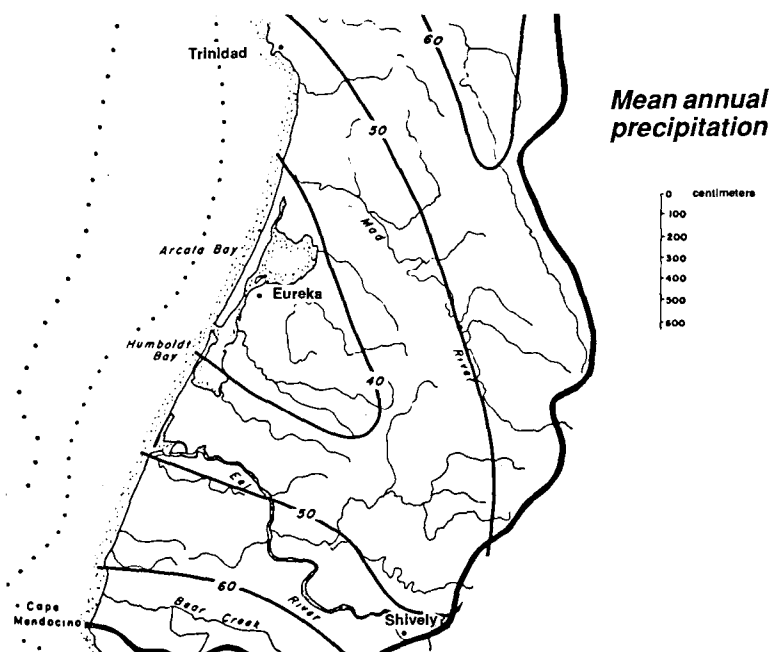 60
Trinidad
Mean annual
precipitation
50
0 centimeters
100
200
300
400
500
600
Mad
Arcata Bay
Eureka
Humboldt
Bay
River
40
Eel
50
60
River
Cape
Mendocino
Bear Creek
Shively